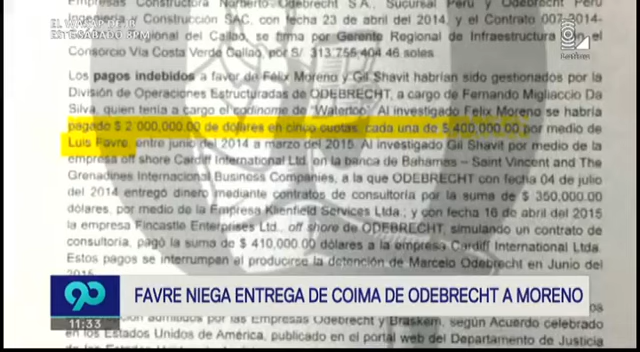 Empresas Constructora Norberto Odebrecht S.A., Sucursal Perú y Odebrecht
Construcción SAC, con fecha 23 de abril de 2014, y el Contrato 007-2014-
Regional del Callao, se firma por Gerente Regional de Infraestructura con el
Consorcio Vía Costa Verde Callao, por S/ 313.755.404.46 soles.
Los pagos indebidos a favor de Félix Moreno y Gil Shavit habrían sido gestionados por la
División de Operaciones Estructuradas de ODEBRECHT, a cargo de Fernando Migliaccio Da
Silva, quien tenía a cargo el codinome de "Waterloo". Al investigado Felix Moreno se habría
pagado $ 2'000,000.00 de dólares en cinco cuotas, cada una de $ 400,000.00 por medio de
Luis Favre, entre junio de 2014 a marzo del 2015. Al investigado Gil Shavit por medio de la
empresa off shore Cardiff International Ltd. en la banca de Bahamas – Saint Vincent and The
Grenadines Internacional Business Companies, a la que ODEBRECHT con fecha 04 de julio
del 2014 entregó dinero mediante contratos de consultoría por la suma de $ 350,000.00
dólares, por medio de la Empresa Klienfield Services Ltda.; y con fecha 16 de abril del 2015
la empresa Fincastle Enterprises Ltd., off shore de ODEBRECHT, simulando un contrato de
consultoría, pagó la suma de $ 410,000.00 dólares a la empresa Cardiff International Ltda.
Estos pagos se interrumpen al producirse la detención de Marcelo Odebrecht en Junio del
2015.
90
11:33
FAVRE NIEGA ENTREGA DE COIMA DE ODEBRECHT A MORENO
admitidos por las Empresas Odebrecht y Braskem, según Acuerdo celebrado
en los Estados Unidos de América, publicado en el portal web del Departamento de Justicia